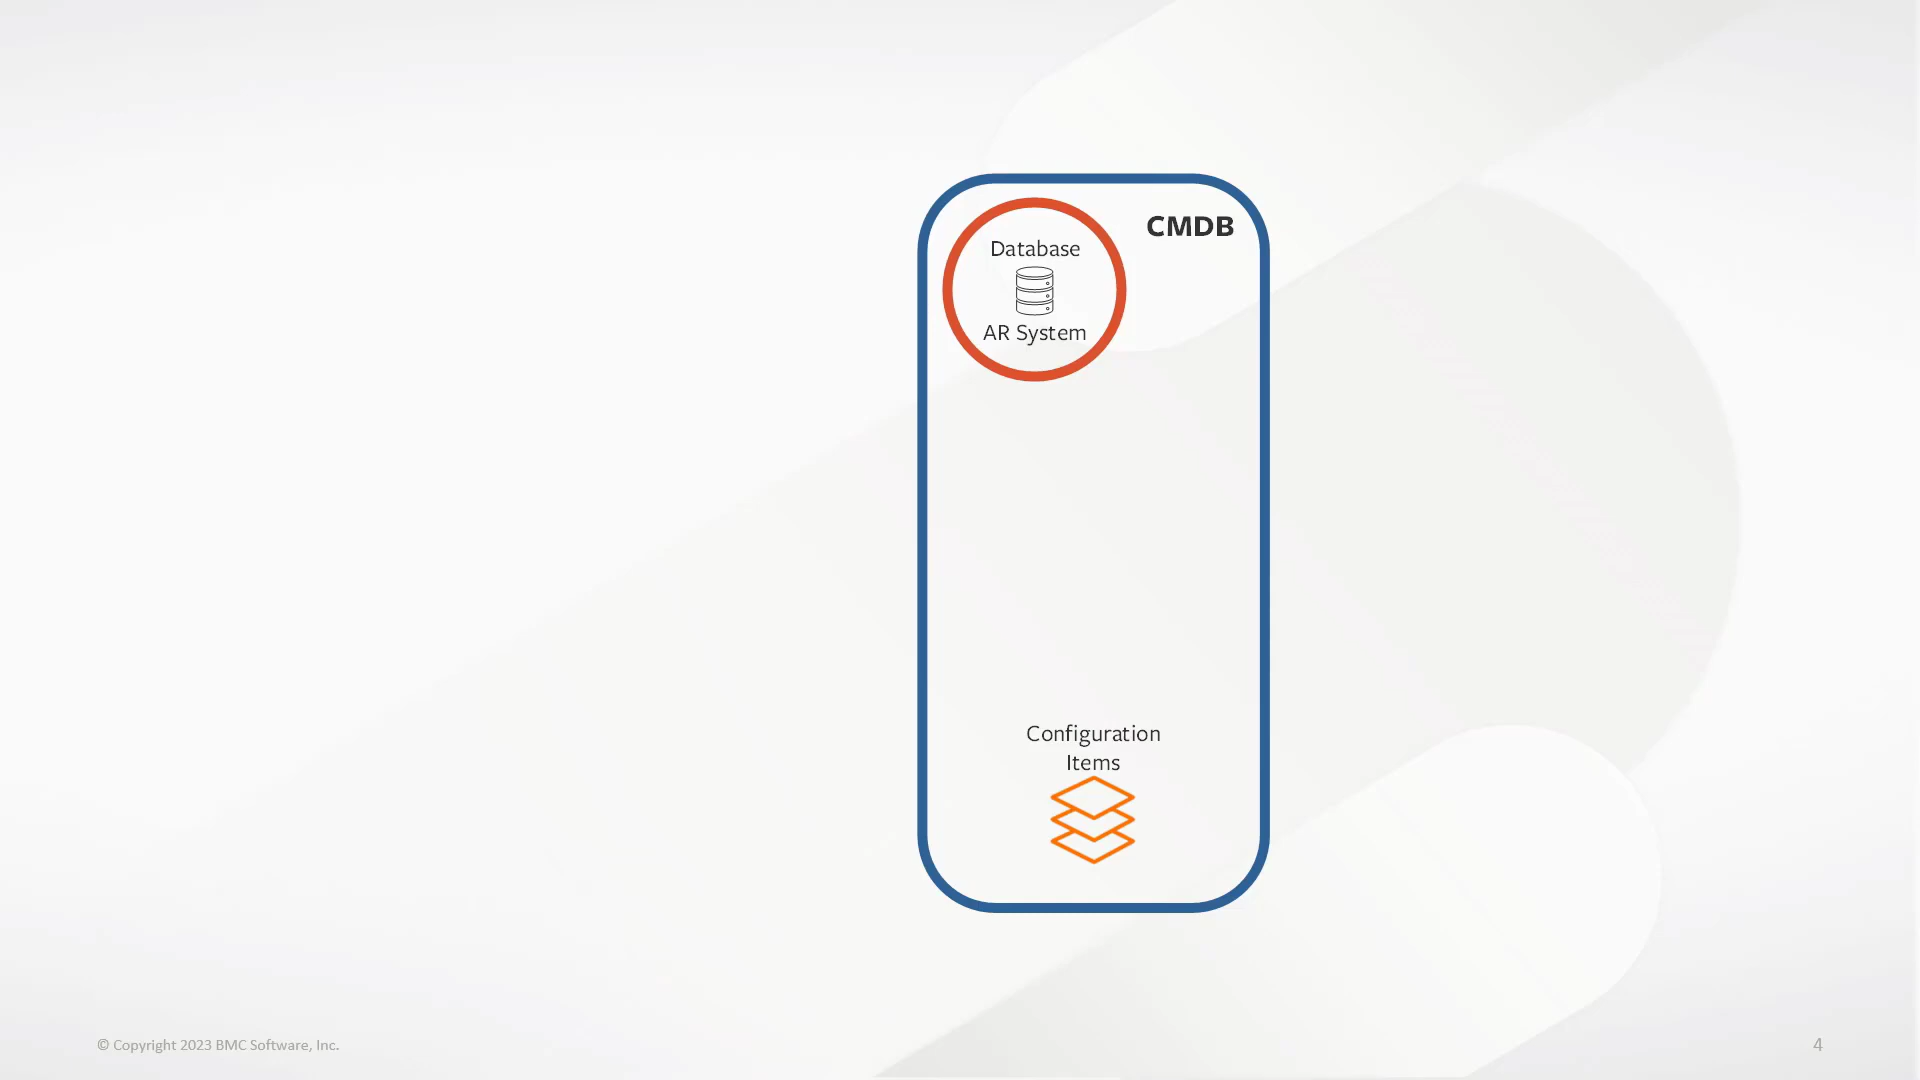 CMDB
Database
AR System
Configuration
Items
© Copyright 2023 BMC Software, Inc.
4